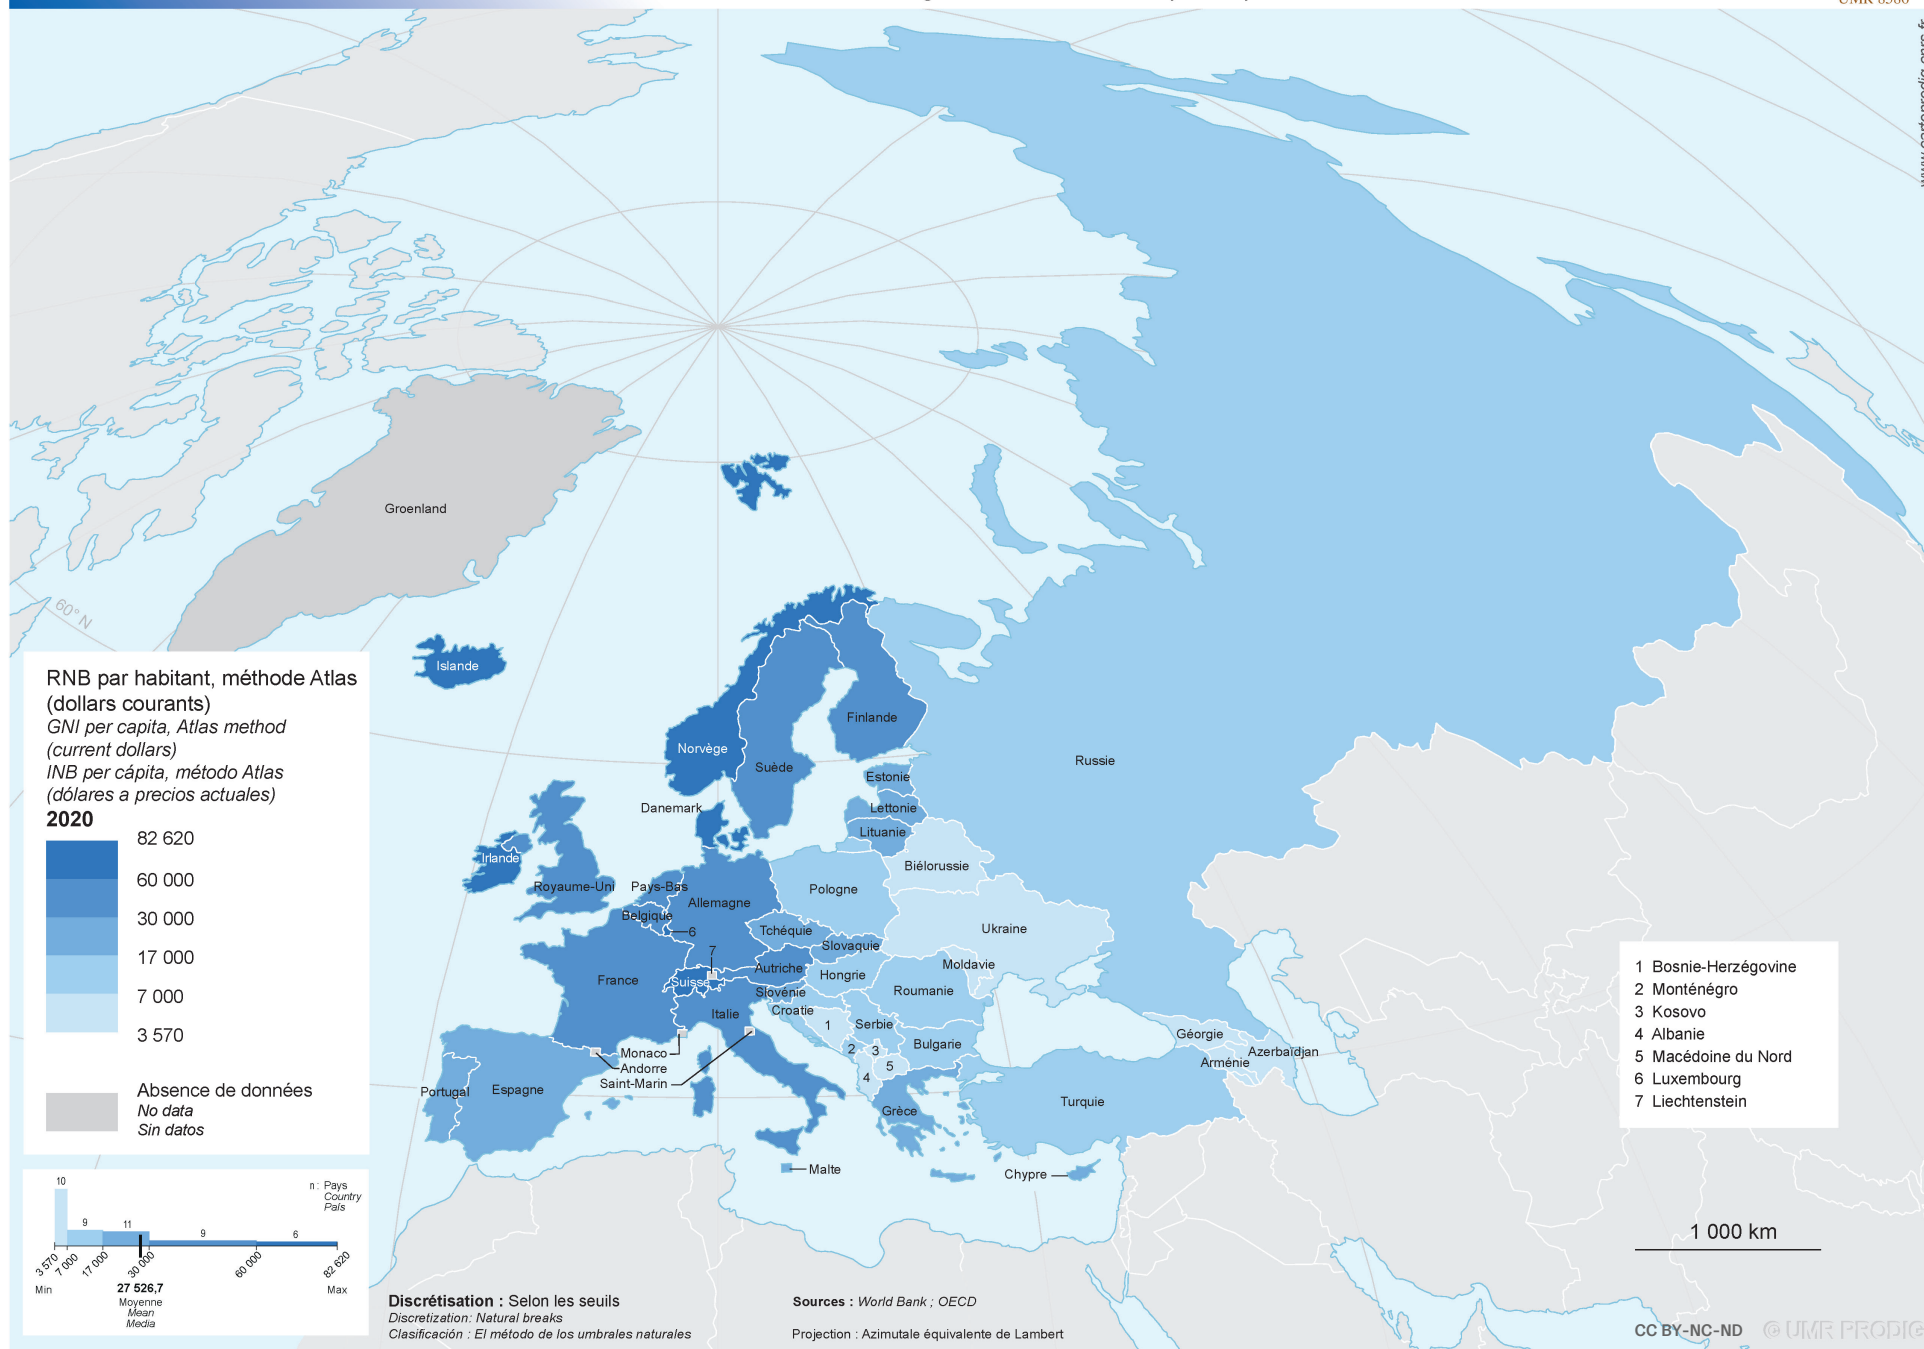 UMR 8586
www.cartoprodig.cnrs.fr
60° N
Groenland
Islande
Norvège
Finlande
Suède
Russie
Estonie
Danemark
Lettonie
Lituanie
Irlande
Biélorussie
Royaume-Uni
Pays-Bas
Pologne
Allemagne
Belgique
6
Tchéquie
Ukraine
7
Slovaquie
Autriche
Moldavie
France
Suisse
Hongrie
Slovénie
Roumanie
Croatie
Italie
1
Serbie
Géorgie
2
3
Bulgarie
Azerbaïdjan
Monaco
Andorre
5
Arménie
Saint-Marin
4
Portugal
Espagne
Grèce
Turquie
Malte
Chypre
RNB par habitant, méthode Atlas
(dollars courants)
GNI per capita, Atlas method
(current dollars)
INB per cápita, método Atlas
(dólares a precios actuales)
2020
82 620
60 000
30 000
17 000
7 000
3 570
Absence de données
No data
Sin datos
10
9
11
9
6
n : Pays
Country
País
3 570
7 000
17 000
30 000
60 000
82 620
Min
27 526,7
Max
Moyenne
Mean
Media
1 Bosnie-Herzégovine
2 Monténégro
3 Kosovo
4 Albanie
5 Macédoine du Nord
6 Luxembourg
7 Liechtenstein
1 000 km
Discrétisation : Selon les seuils
Discretization: Natural breaks
Clasificación : El método de los umbrales naturales
Sources : World Bank ; OECD
Projection : Azimutale équivalente de Lambert
CC BY-NC-ND
© UMR PRODIG